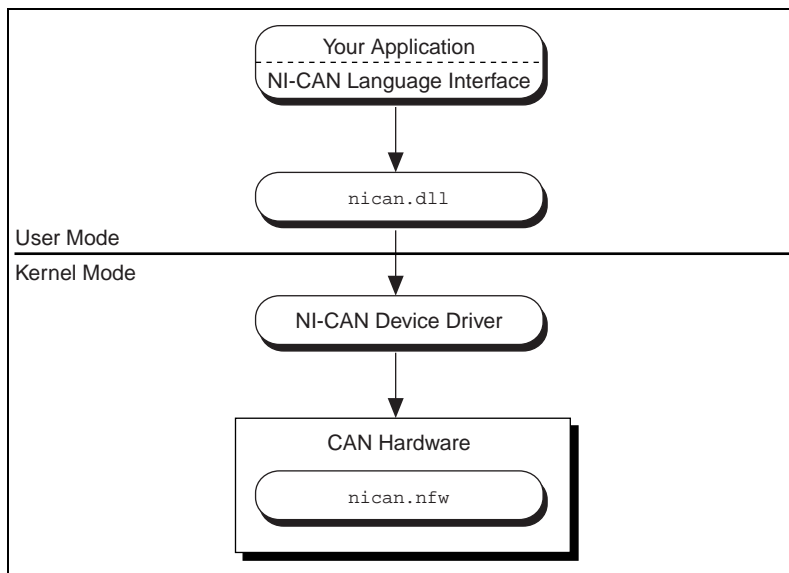 Your Application
NI-CAN Language Interface
nican.dll
User Mode
Kernel Mode
NI-CAN Device Driver
CAN Hardware
nican.nfw